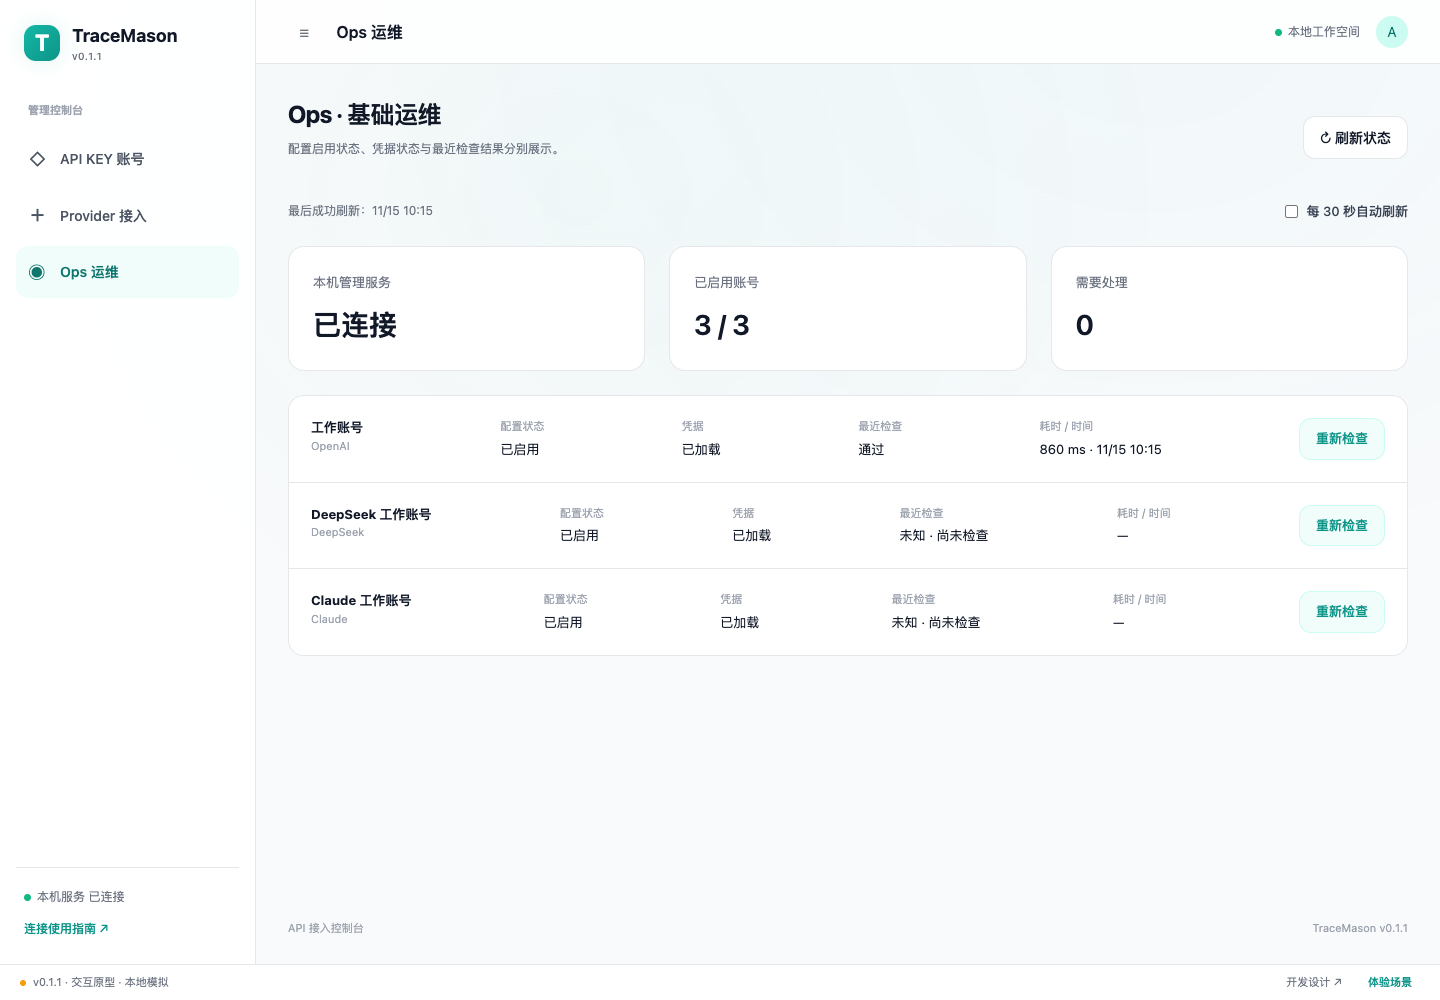 T
TraceMason
v0.1.1
管理控制台
API KEY 账号
Provider 接入
Ops 运维
本机服务 已连接
连接使用指南 ↗
≡
Ops 运维
本地工作空间
A
Ops · 基础运维
配置启用状态、凭据状态与最近检查结果分别展示。
↻ 刷新状态
最后成功刷新：11/15 10:15
每 30 秒自动刷新
本机管理服务
已连接
已启用账号
3 / 3
需要处理
0
工作账号
OpenAI
配置状态
已启用
凭据
已加载
最近检查
通过
耗时 / 时间
860 ms · 11/15 10:15
重新检查
DeepSeek 工作账号
DeepSeek
配置状态
已启用
凭据
已加载
最近检查
未知 · 尚未检查
耗时 / 时间
—
重新检查
Claude 工作账号
Claude
配置状态
已启用
凭据
已加载
最近检查
未知 · 尚未检查
耗时 / 时间
—
重新检查
API 接入控制台
TraceMason v0.1.1
v0.1.1 · 交互原型 · 本地模拟
开发设计 ↗
体验场景